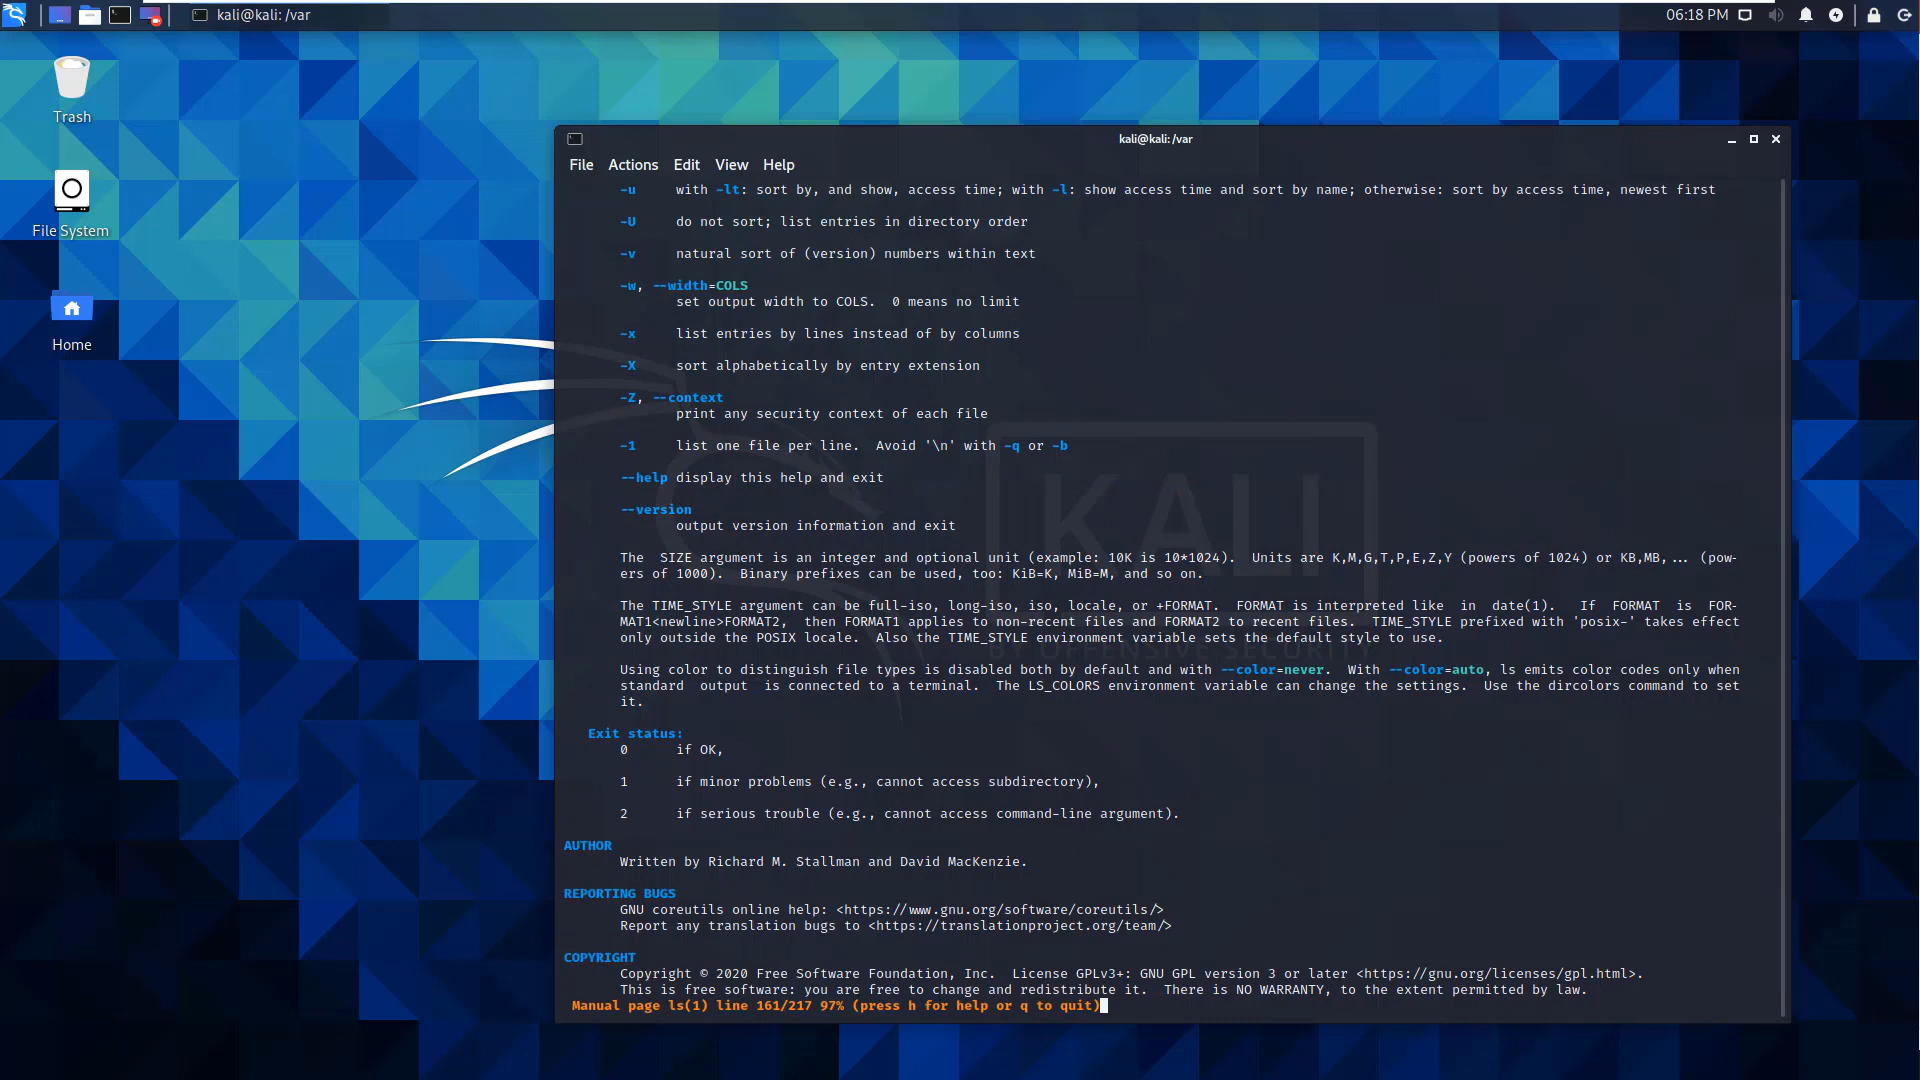 kali@kali: /var
06:18 PM
Trash
File System
Home
kali@kali: /var
File Actions Edit View Help
-u with -lt: sort by, and show, access time; with -l: show access time and sort by name; otherwise: sort by access time, newest first
-U do not sort; list entries in directory order
-v natural sort of (version) numbers within text
-w, --width=COLS
set output width to COLS. 0 means no limit
-x list entries by lines instead of by columns
-X sort alphabetically by entry extension
-Z, --context
print any security context of each file
-1 list one file per line. Avoid '\n' with -q or -b
--help display this help and exit
--version
output version information and exit
The SIZE argument is an integer and optional unit (example: 10K is 10*1024). Units are K,M,G,T,P,E,Z,Y (powers of 1024) or KB,MB,... (pow-
ers of 1000). Binary prefixes can be used, too: KiB=K, MiB=M, and so on.
The TIME_STYLE argument can be full-iso, long-iso, iso, locale, or +FORMAT. FORMAT is interpreted like in date(1). If FORMAT is FOR-
MAT1<newline>FORMAT2, then FORMAT1 applies to non-recent files and FORMAT2 to recent files. TIME_STYLE prefixed with 'posix-' takes effect
only outside the POSIX locale. Also the TIME_STYLE environment variable sets the default style to use.
Using color to distinguish file types is disabled both by default and with --color=never. With --color=auto, ls emits color codes only when
standard output is connected to a terminal. The LS_COLORS environment variable can change the settings. Use the dircolors command to set
it.
Exit status:
0 if OK,
1 if minor problems (e.g., cannot access subdirectory),
2 if serious trouble (e.g., cannot access command-line argument).
AUTHOR
Written by Richard M. Stallman and David MacKenzie.
REPORTING BUGS
GNU coreutils online help: <https://www.gnu.org/software/coreutils/>
Report any translation bugs to <https://translationproject.org/team/>
COPYRIGHT
Copyright © 2020 Free Software Foundation, Inc. License GPLv3+: GNU GPL version 3 or later <https://gnu.org/licenses/gpl.html>.
This is free software: you are free to change and redistribute it. There is NO WARRANTY, to the extent permitted by law.
Manual page ls(1) line 161/217 97% (press h for help or q to quit)
KALI
BY OFFENSIVE SECURITY